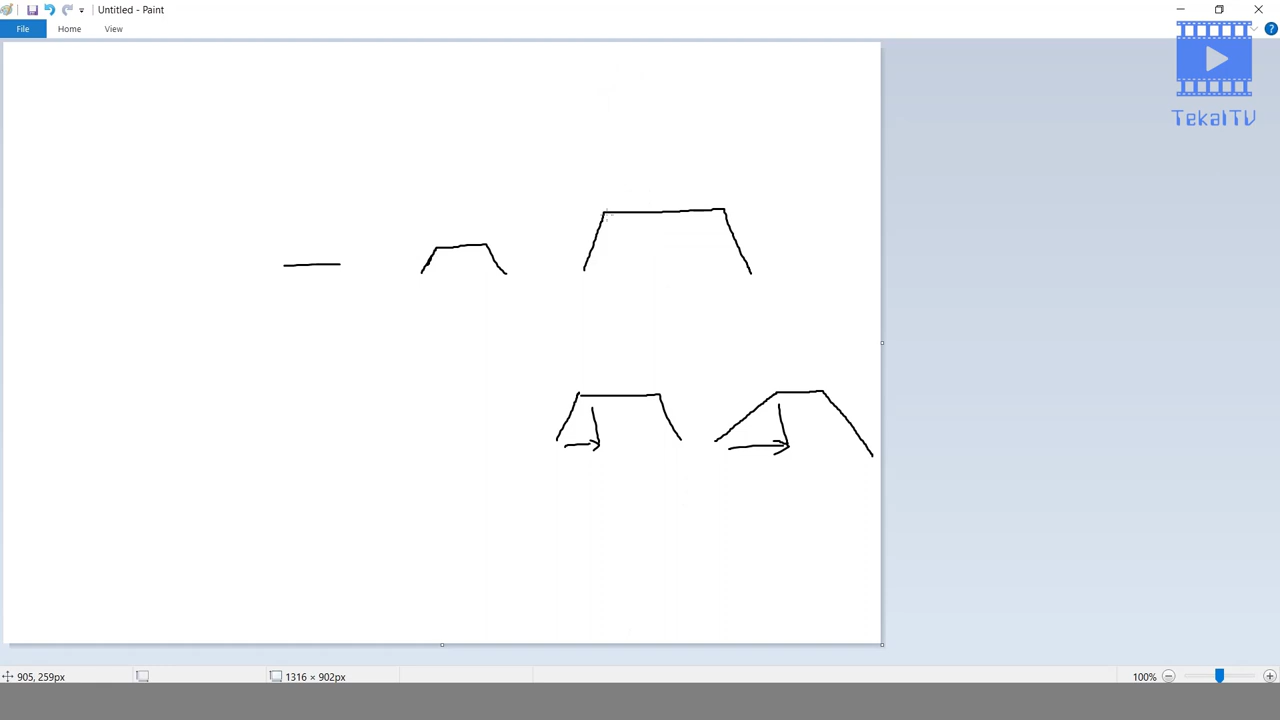 Untitled - Paint
File Home View
TekalTV
905, 259px 1316 × 902px 100%